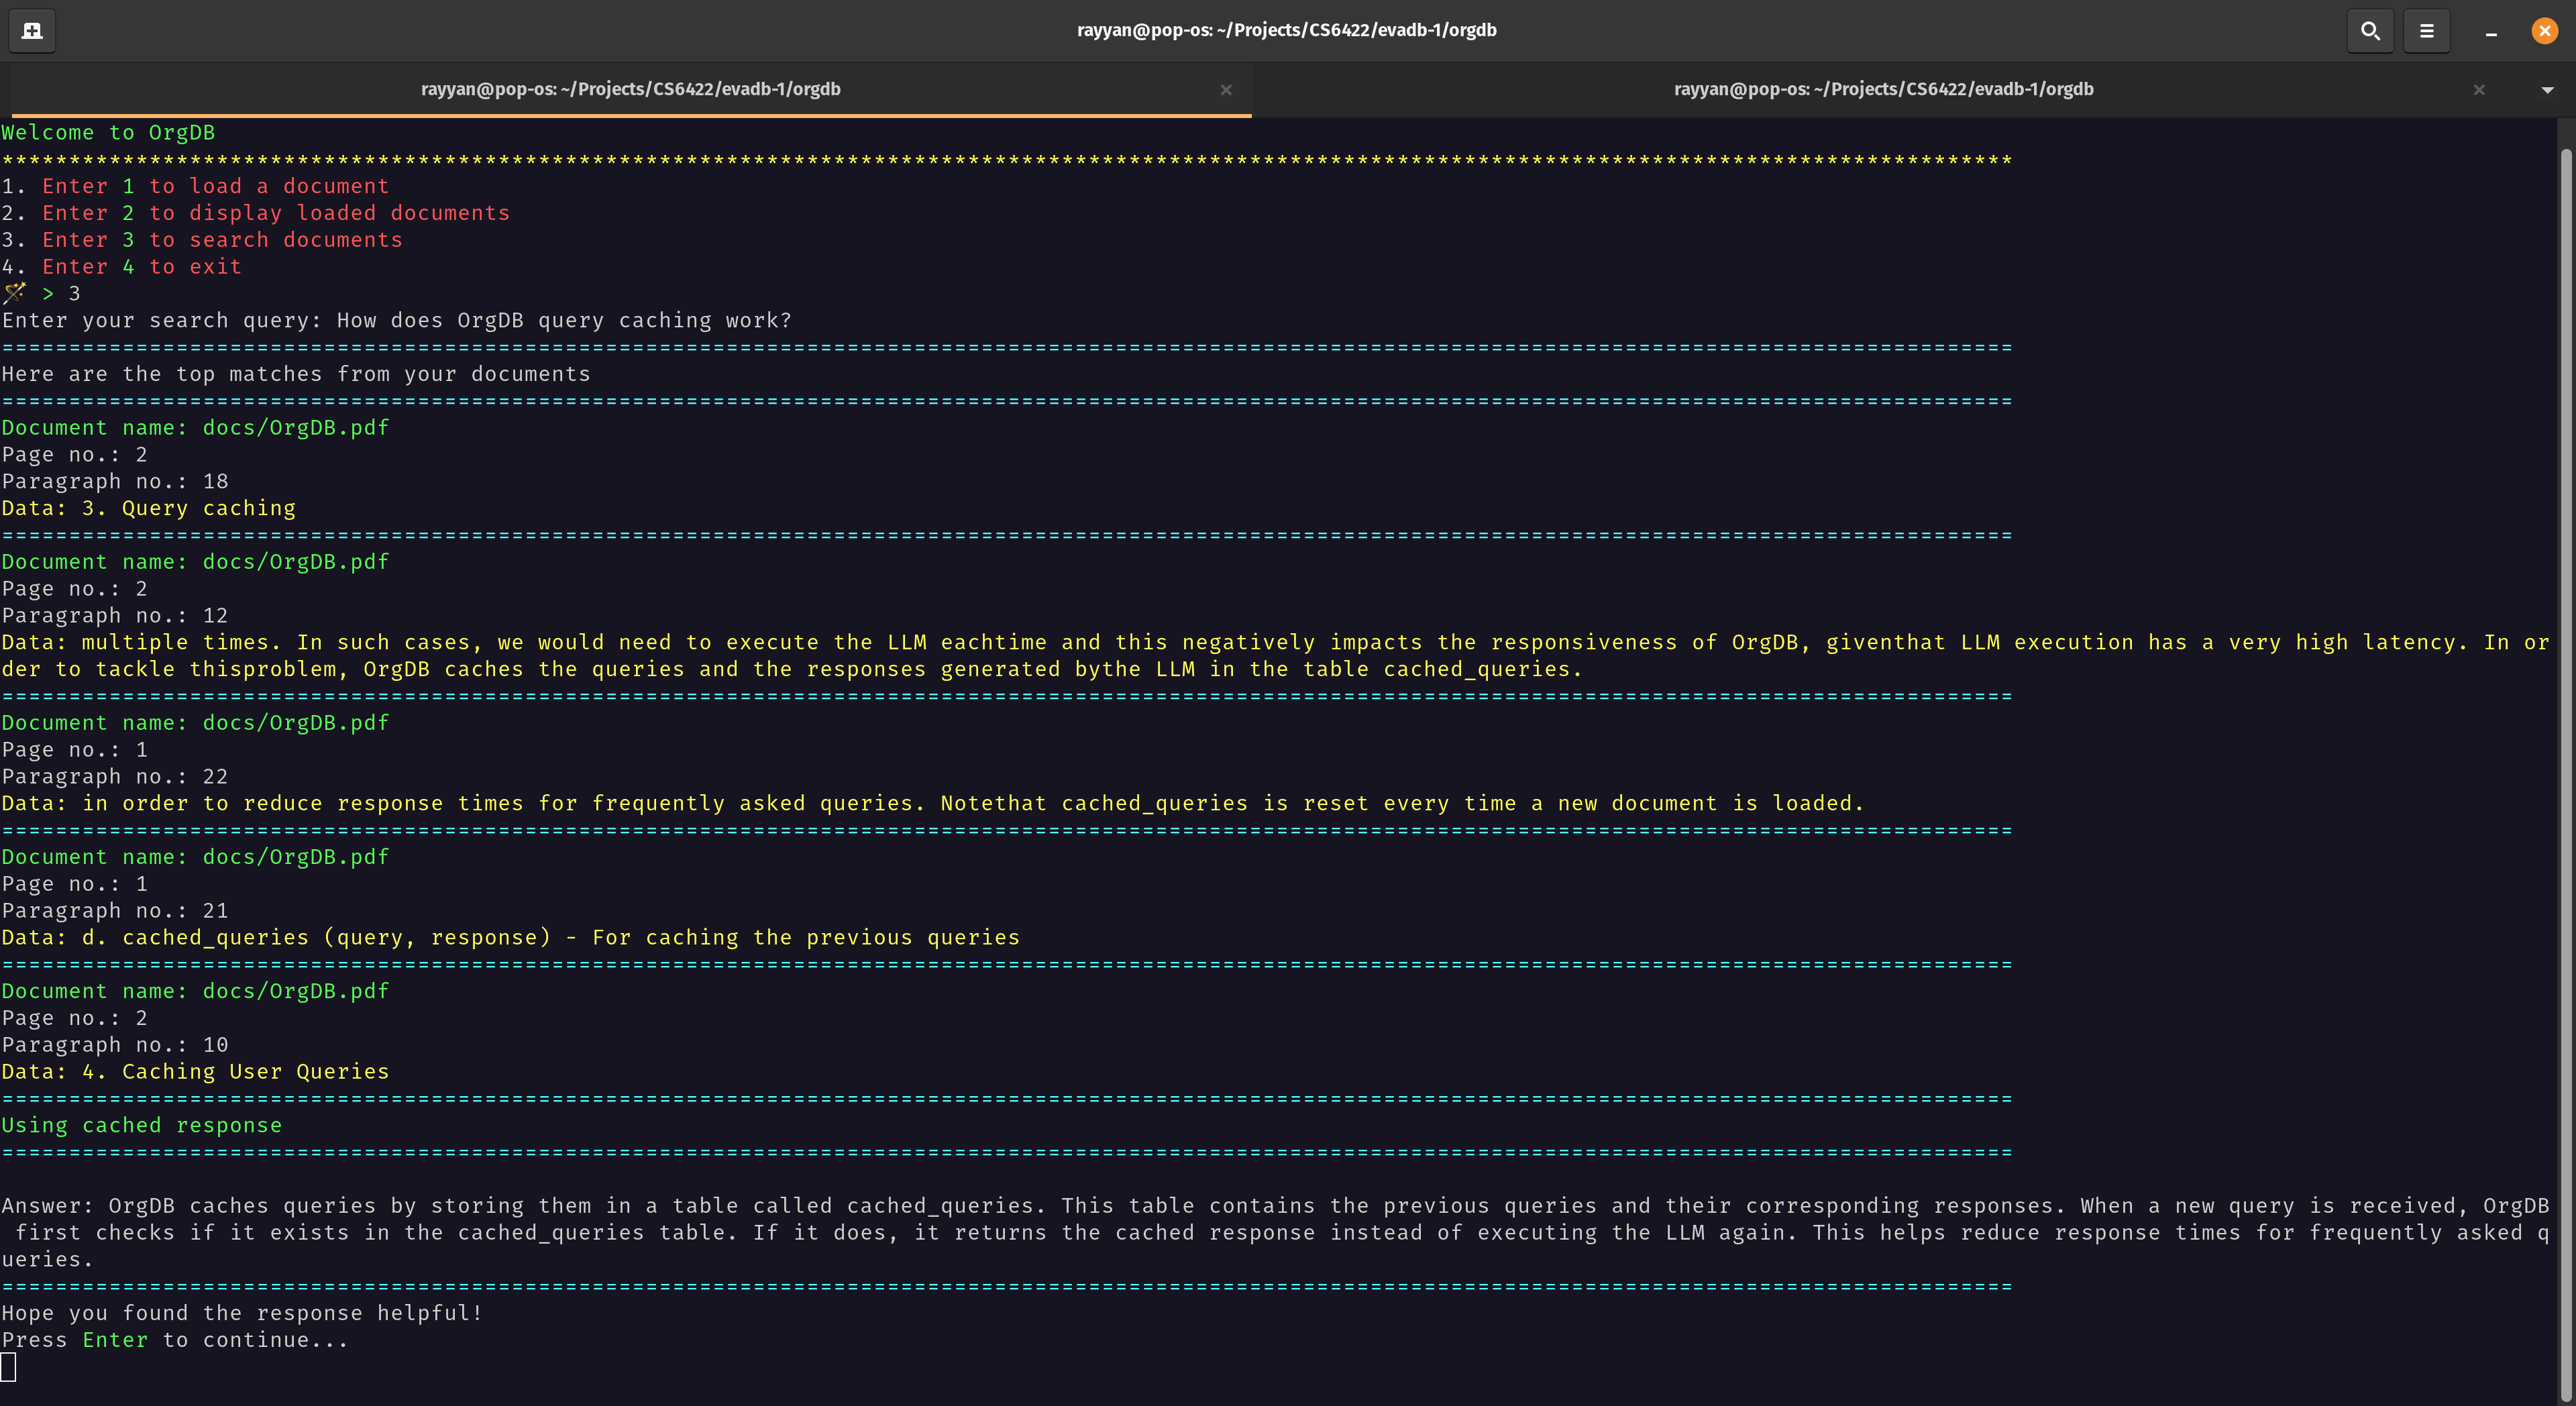 rayyan@pop-os: ~/Projects/CS6422/evadb-1/orgdb
rayyan@pop-os: ~/Projects/CS6422/evadb-1/orgdb
rayyan@pop-os: ~/Projects/CS6422/evadb-1/orgdb
Welcome to OrgDB
******************************************************************************************************************************************************
1. Enter 1 to load a document
2. Enter 2 to display loaded documents
3. Enter 3 to search documents
4. Enter 4 to exit
🪄 > 3
Enter your search query: How does OrgDB query caching work?
======================================================================================================================================================
Here are the top matches from your documents
======================================================================================================================================================
Document name: docs/OrgDB.pdf
Page no.: 2
Paragraph no.: 18
Data: 3. Query caching
======================================================================================================================================================
Document name: docs/OrgDB.pdf
Page no.: 2
Paragraph no.: 12
Data: multiple times. In such cases, we would need to execute the LLM eachtime and this negatively impacts the responsiveness of OrgDB, giventhat LLM execution has a very high latency. In or
der to tackle thisproblem, OrgDB caches the queries and the responses generated bythe LLM in the table cached_queries.
======================================================================================================================================================
Document name: docs/OrgDB.pdf
Page no.: 1
Paragraph no.: 22
Data: in order to reduce response times for frequently asked queries. Notethat cached_queries is reset every time a new document is loaded.
======================================================================================================================================================
Document name: docs/OrgDB.pdf
Page no.: 1
Paragraph no.: 21
Data: d. cached_queries (query, response) - For caching the previous queries
======================================================================================================================================================
Document name: docs/OrgDB.pdf
Page no.: 2
Paragraph no.: 10
Data: 4. Caching User Queries
======================================================================================================================================================
Using cached response
======================================================================================================================================================
Answer: OrgDB caches queries by storing them in a table called cached_queries. This table contains the previous queries and their corresponding responses. When a new query is received, OrgDB
 first checks if it exists in the cached_queries table. If it does, it returns the cached response instead of executing the LLM again. This helps reduce response times for frequently asked q
ueries.
======================================================================================================================================================
Hope you found the response helpful!
Press Enter to continue...